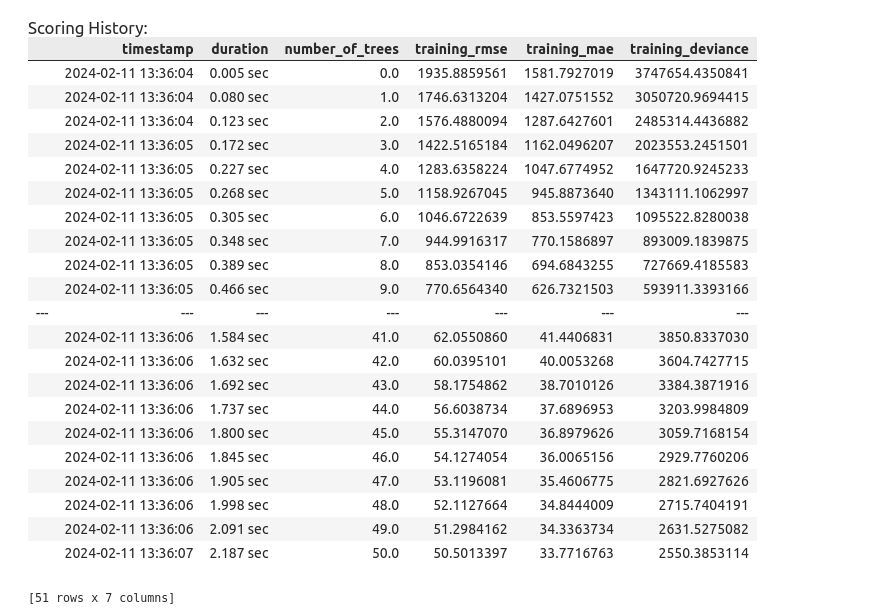 Scoring History:
timestamp duration number_of_trees training_rmse training_mae training_deviance
2024-02-11 13:36:04 0.005 sec 0.0 1935.8859561 1581.7927019 3747654.4350841
2024-02-11 13:36:04 0.080 sec 1.0 1746.6313204 1427.0751552 3050720.9694415
2024-02-11 13:36:04 0.123 sec 2.0 1576.4880094 1287.6427601 2485314.4436882
2024-02-11 13:36:05 0.172 sec 3.0 1422.5165184 1162.0496207 2023553.2451501
2024-02-11 13:36:05 0.227 sec 4.0 1283.6358224 1047.6774952 1647720.9245233
2024-02-11 13:36:05 0.268 sec 5.0 1158.9267045 945.8873640 1343111.1062997
2024-02-11 13:36:05 0.305 sec 6.0 1046.6722639 853.5597423 1095522.8280038
2024-02-11 13:36:05 0.348 sec 7.0 944.9916317 770.1586897 893009.1839875
2024-02-11 13:36:05 0.389 sec 8.0 853.0354146 694.6843255 727669.4185583
2024-02-11 13:36:05 0.466 sec 9.0 770.6564340 626.7321503 593911.3393166
--- --- --- --- --- --- ---
2024-02-11 13:36:06 1.584 sec 41.0 62.0550860 41.4406831 3850.8337030
2024-02-11 13:36:06 1.632 sec 42.0 60.0395101 40.0053268 3604.7427715
2024-02-11 13:36:06 1.692 sec 43.0 58.1754862 38.7010126 3384.3871916
2024-02-11 13:36:06 1.737 sec 44.0 56.6038734 37.6896953 3203.9984809
2024-02-11 13:36:06 1.800 sec 45.0 55.3147070 36.8979626 3059.7168154
2024-02-11 13:36:06 1.845 sec 46.0 54.1274054 36.0065156 2929.7760206
2024-02-11 13:36:06 1.905 sec 47.0 53.1196081 35.4606775 2821.6927626
2024-02-11 13:36:06 1.998 sec 48.0 52.1127664 34.8444009 2715.7404191
2024-02-11 13:36:06 2.091 sec 49.0 51.2984162 34.3363734 2631.5275082
2024-02-11 13:36:07 2.187 sec 50.0 50.5013397 33.7716763 2550.3853114
[51 rows x 7 columns]